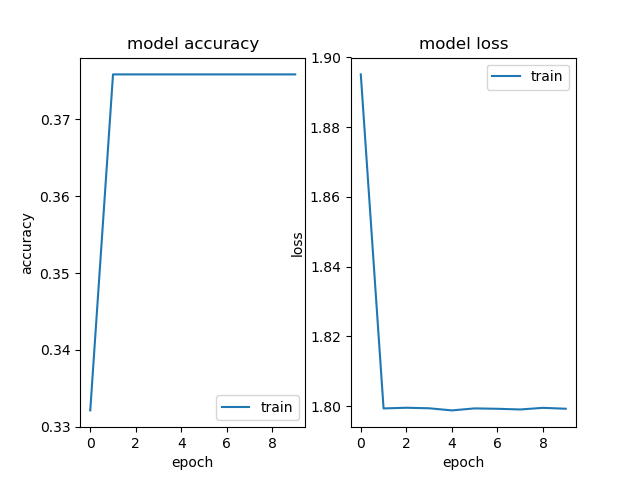 model accuracy
0.37
0.36
0.35
0.34
0.33
accuracy
0 2 4 6 8
epoch
train
model loss
1.90
1.88
1.86
1.84
1.82
1.80
loss
0 2 4 6 8
epoch
train